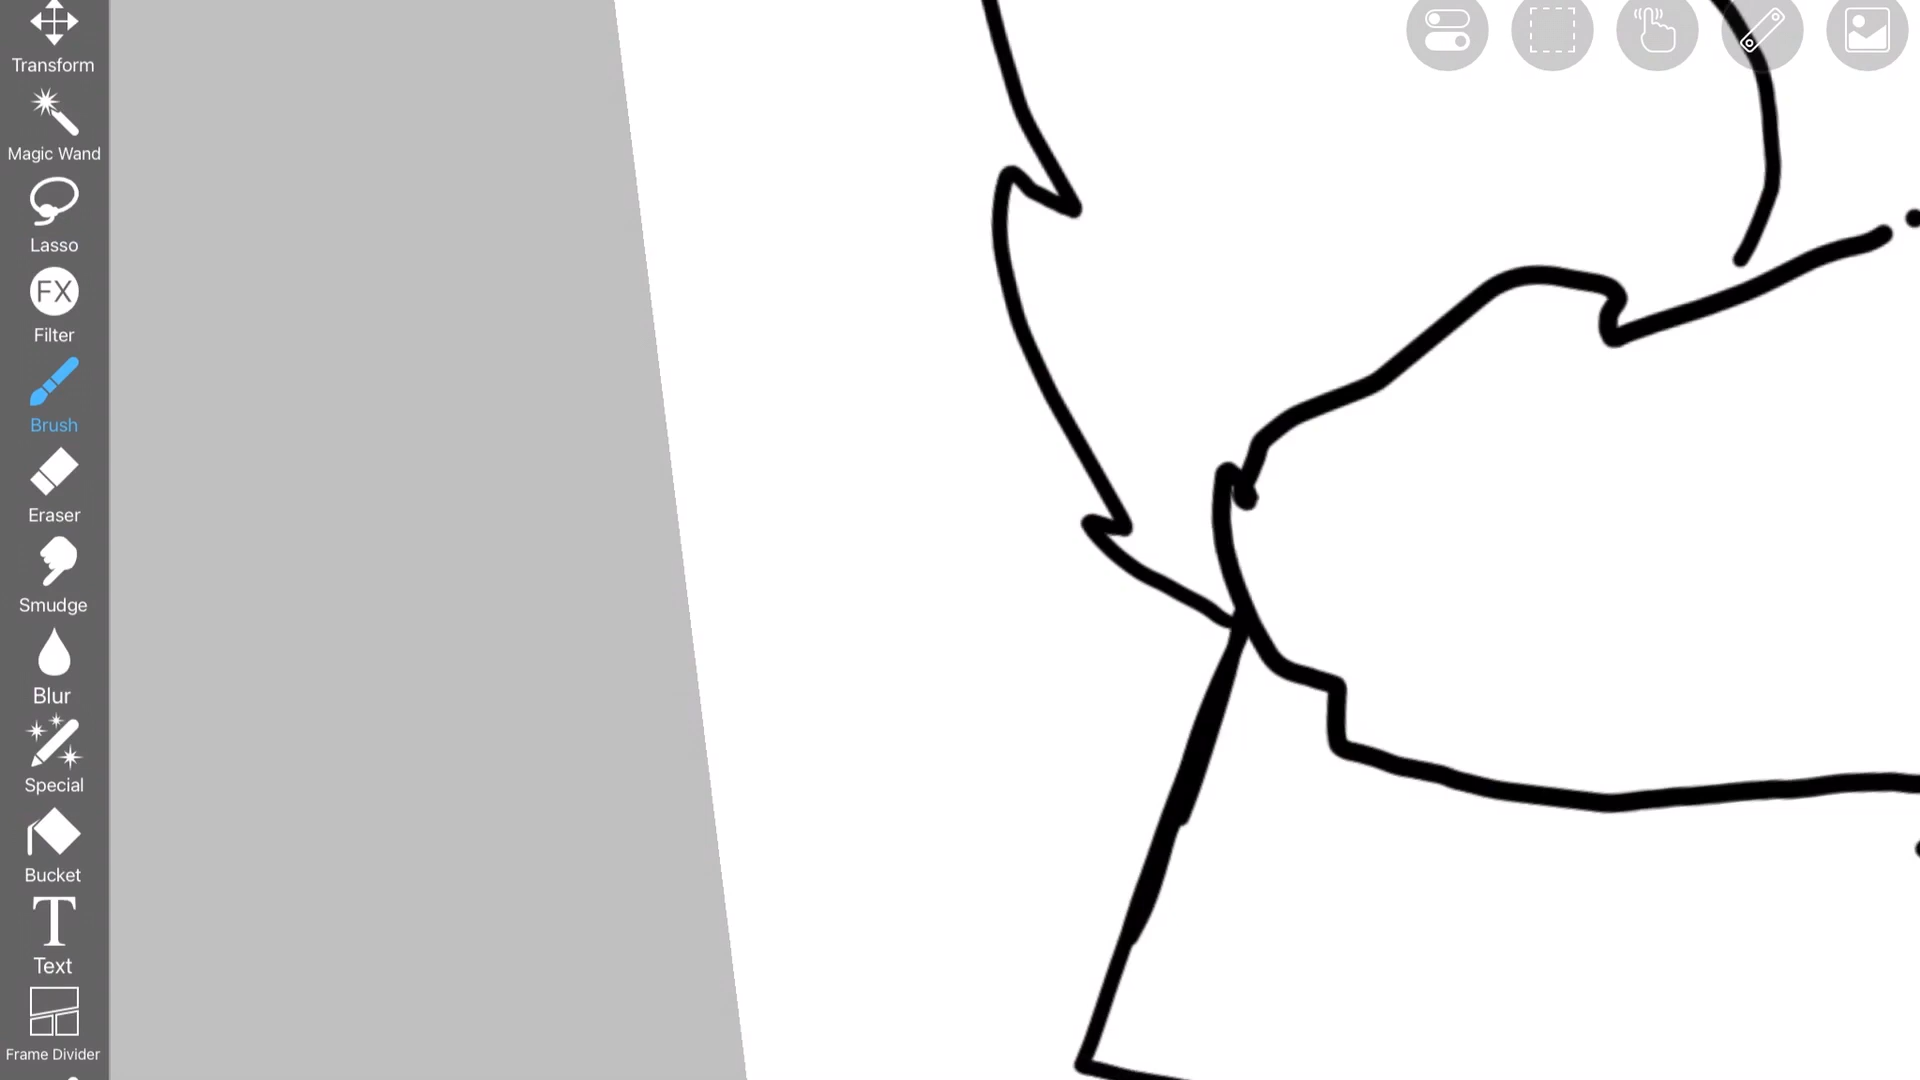 Transform
Magic Wand
Lasso
FX
Filter
Brush
Eraser
Smudge
Blur
Special
Bucket
T
Text
Frame Divider